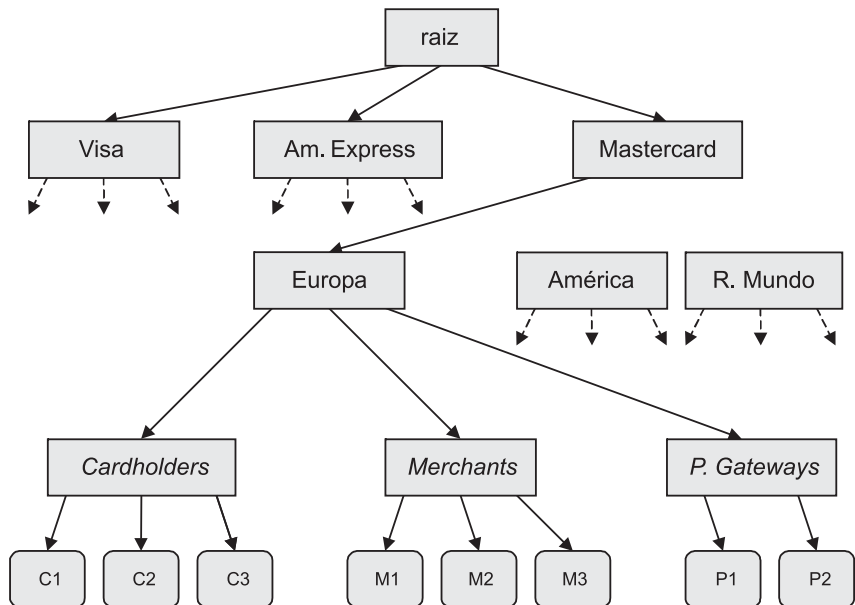 raiz
Visa
Am. Express
Mastercard
Europa
América
R. Mundo
Cardholders
Merchants
P. Gateways
C1
C2
C3
M1
M2
M3
P1
P2